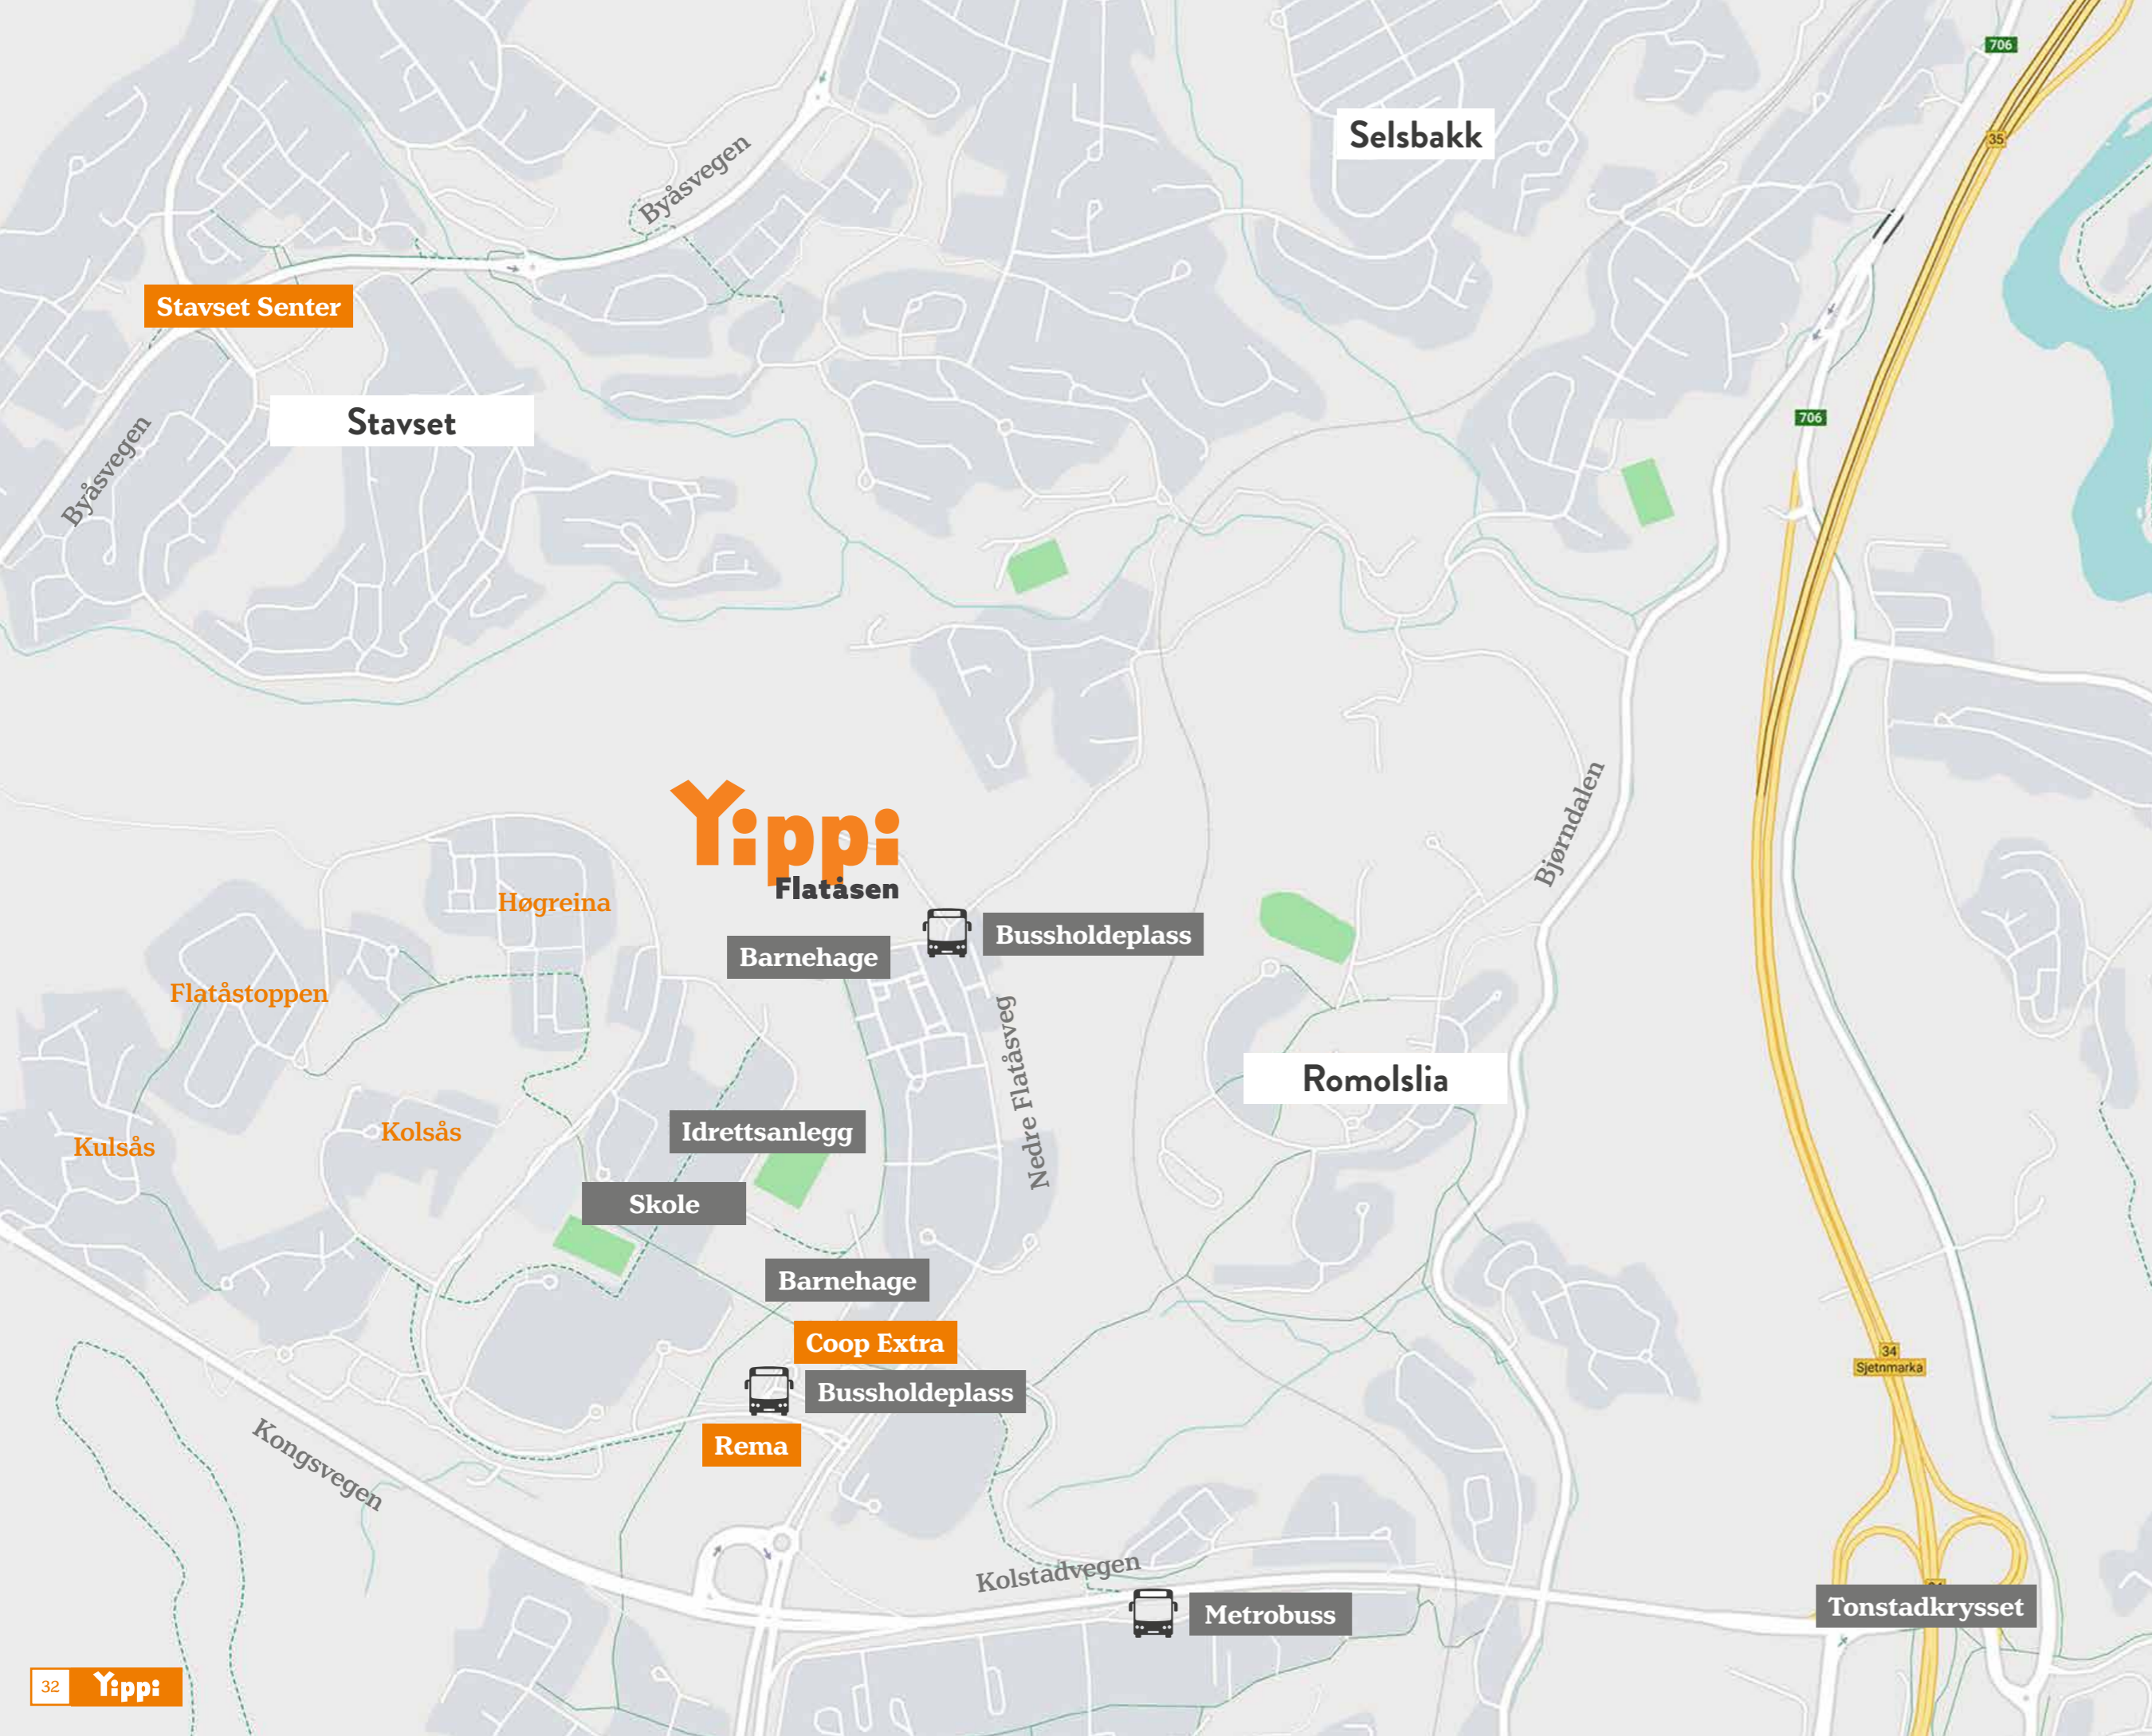 706
Selsbakk
35
Byåsvegen
Stavset Senter
Stavset
706
Byåsvegen
Yippi
Flatåsen
Bjørndalen
Høgreina
Bussholdeplass
Barnehage
Flatåstoppen
Nedre Flatåsveg
Romolslia
Idrettsanlegg
Kolsås
Kulsås
Skole
Barnehage
Coop Extra
34
Sjetnmarka
Bussholdeplass
Rema
Kongsvegen
Kolstadvegen
Metrobuss
Tonstadkrysset
32 Yippi